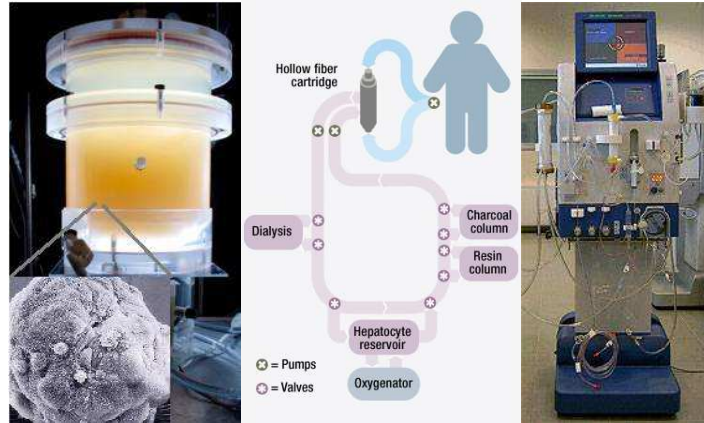 Hollow fiber
cartridge
Dialysis
Charcoal
column
Resin
column
Hepatocyte
reservoir
Oxygenator
= Pumps
= Valves